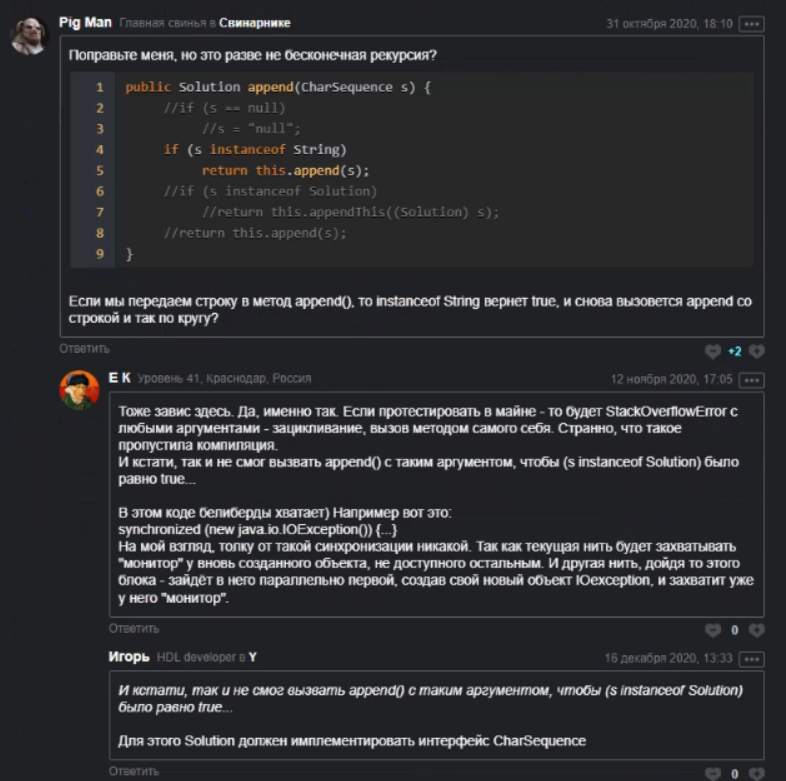 Pig Man Главная свинья в Свинарнике 31 октября 2020, 18:10
Поправьте меня, но это разве не бесконечная рекурсия?
1 public Solution append(CharSequence s) {
2 //if (s == null)
3 //s = "null";
4 if (s instanceof String)
5 return this.append(s);
6 //if (s instanceof Solution)
7 //return this.appendThis((Solution) s);
8 //return this.append(s);
9 }
Если мы передаем строку в метод append(), то instanceof String вернет true, и снова вызовется append со
строкой и так по кругу?
Ответить +2
Е К Уровень 41, Краснодар, Россия 12 ноября 2020, 17:05
Тоже завис здесь. Да, именно так. Если протестировать в майне - то будет StackOverflowError с
любыми аргументами - зацикливание, вызов методом самого себя. Странно, что такое
пропустила компиляция.
И кстати, так и не смог вызвать append() с таким аргументом, чтобы (s instanceof Solution) было
равно true...
В этом коде белиберды хватает) Например вот это:
synchronized (new java.io.IOException()) {...}
На мой взгляд, толку от такой синхронизации никакой. Так как текущая нить будет захватывать
"монитор" у вновь созданного объекта, не доступного остальным. И другая нить, дойдя то этого
блока - зайдёт в него параллельно первой, создав свой новый объект IOexception, и захватит уже
у него "монитор".
Ответить 0
Игорь HDL developer в Y 16 декабря 2020, 13:33
И кстати, так и не смог вызвать append() с таким аргументом, чтобы (s instanceof Solution)
было равно true...
Для этого Solution должен имплементировать интерфейс CharSequence
Ответить 0